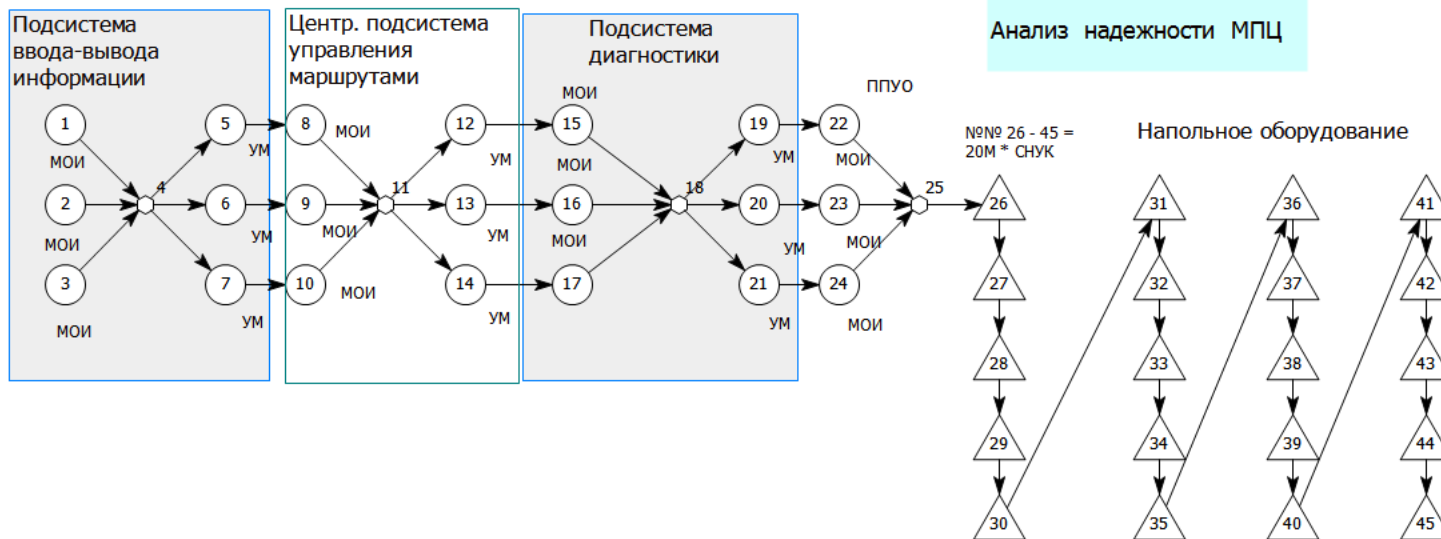 Подсистема
ввода-вывода
информации
Центр. подсистема
управления
маршрутами
Подсистема
диагностики
Анализ надежности МПЦ
МОИ
ППУО
1
5
8
МОИ
12
15
19
22
№№ 26 - 45 =
20М * СНУК
Напольное оборудование
МОИ
УМ
УМ
МОИ
УМ
МОИ
4
11
18
25
2
6
9
13
16
20
23
26
31
36
41
МОИ
УМ
МОИ
УМ
МОИ
УМ
МОИ
3
7
10
14
17
21
24
27
32
37
42
МОИ
УМ
МОИ
УМ
УМ
МОИ
28
33
38
43
29
34
39
44
30
35
40
45